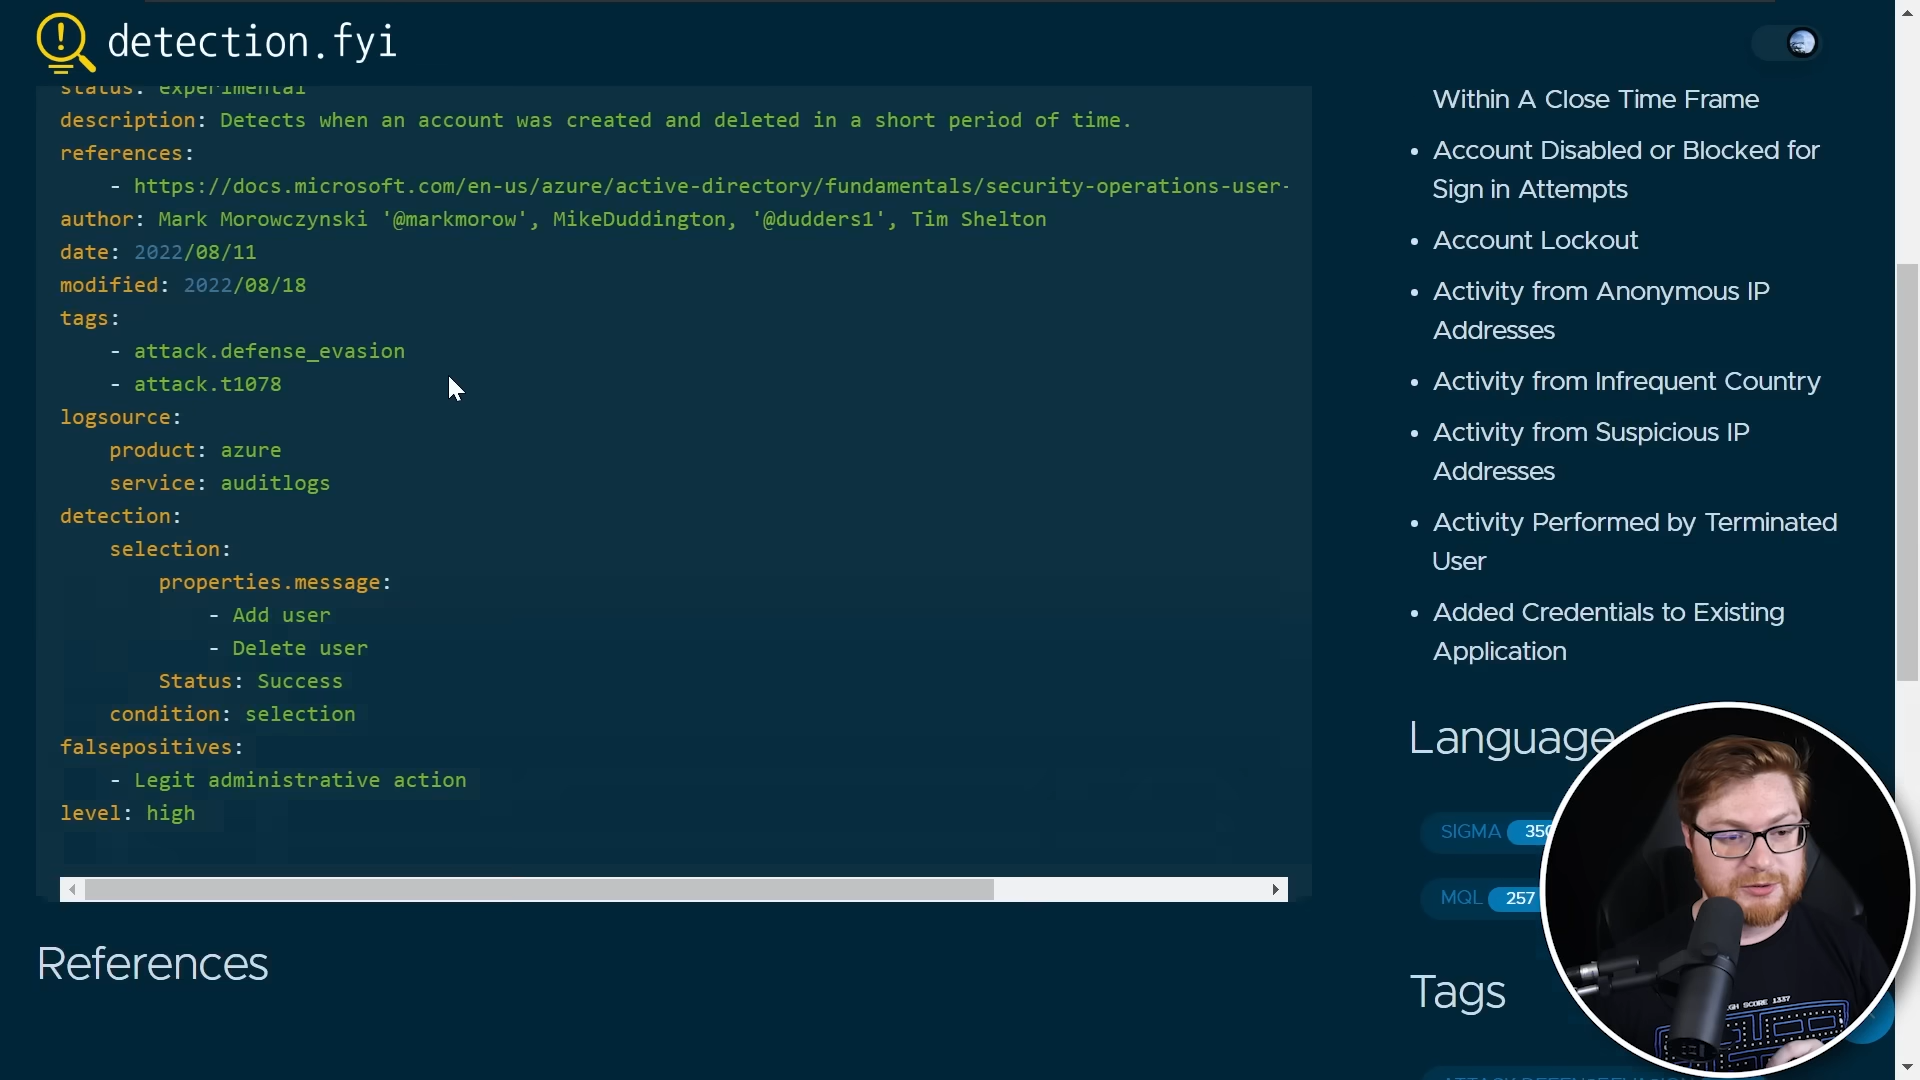 detection.fyi
status: experimental
description: Detects when an account was created and deleted in a short period of time.
references:
- https://docs.microsoft.com/en-us/azure/active-directory/fundamentals/security-operations-user-
author: Mark Morowczynski '@markmorow', MikeDuddington, '@dudders1', Tim Shelton
date: 2022/08/11
modified: 2022/08/18
tags:
- attack.defense_evasion
- attack.t1078
logsource:
product: azure
service: auditlogs
detection:
selection:
properties.message:
- Add user
- Delete user
Status: Success
condition: selection
falsepositives:
- Legit administrative action
level: high
References
Within A Close Time Frame
• Account Disabled or Blocked for
Sign in Attempts
• Account Lockout
• Activity from Anonymous IP
Addresses
• Activity from Infrequent Country
• Activity from Suspicious IP
Addresses
• Activity Performed by Terminated
User
• Added Credentials to Existing
Application
Language
SIGMA 350
MQL 257
Tags
GH SCORE 1337